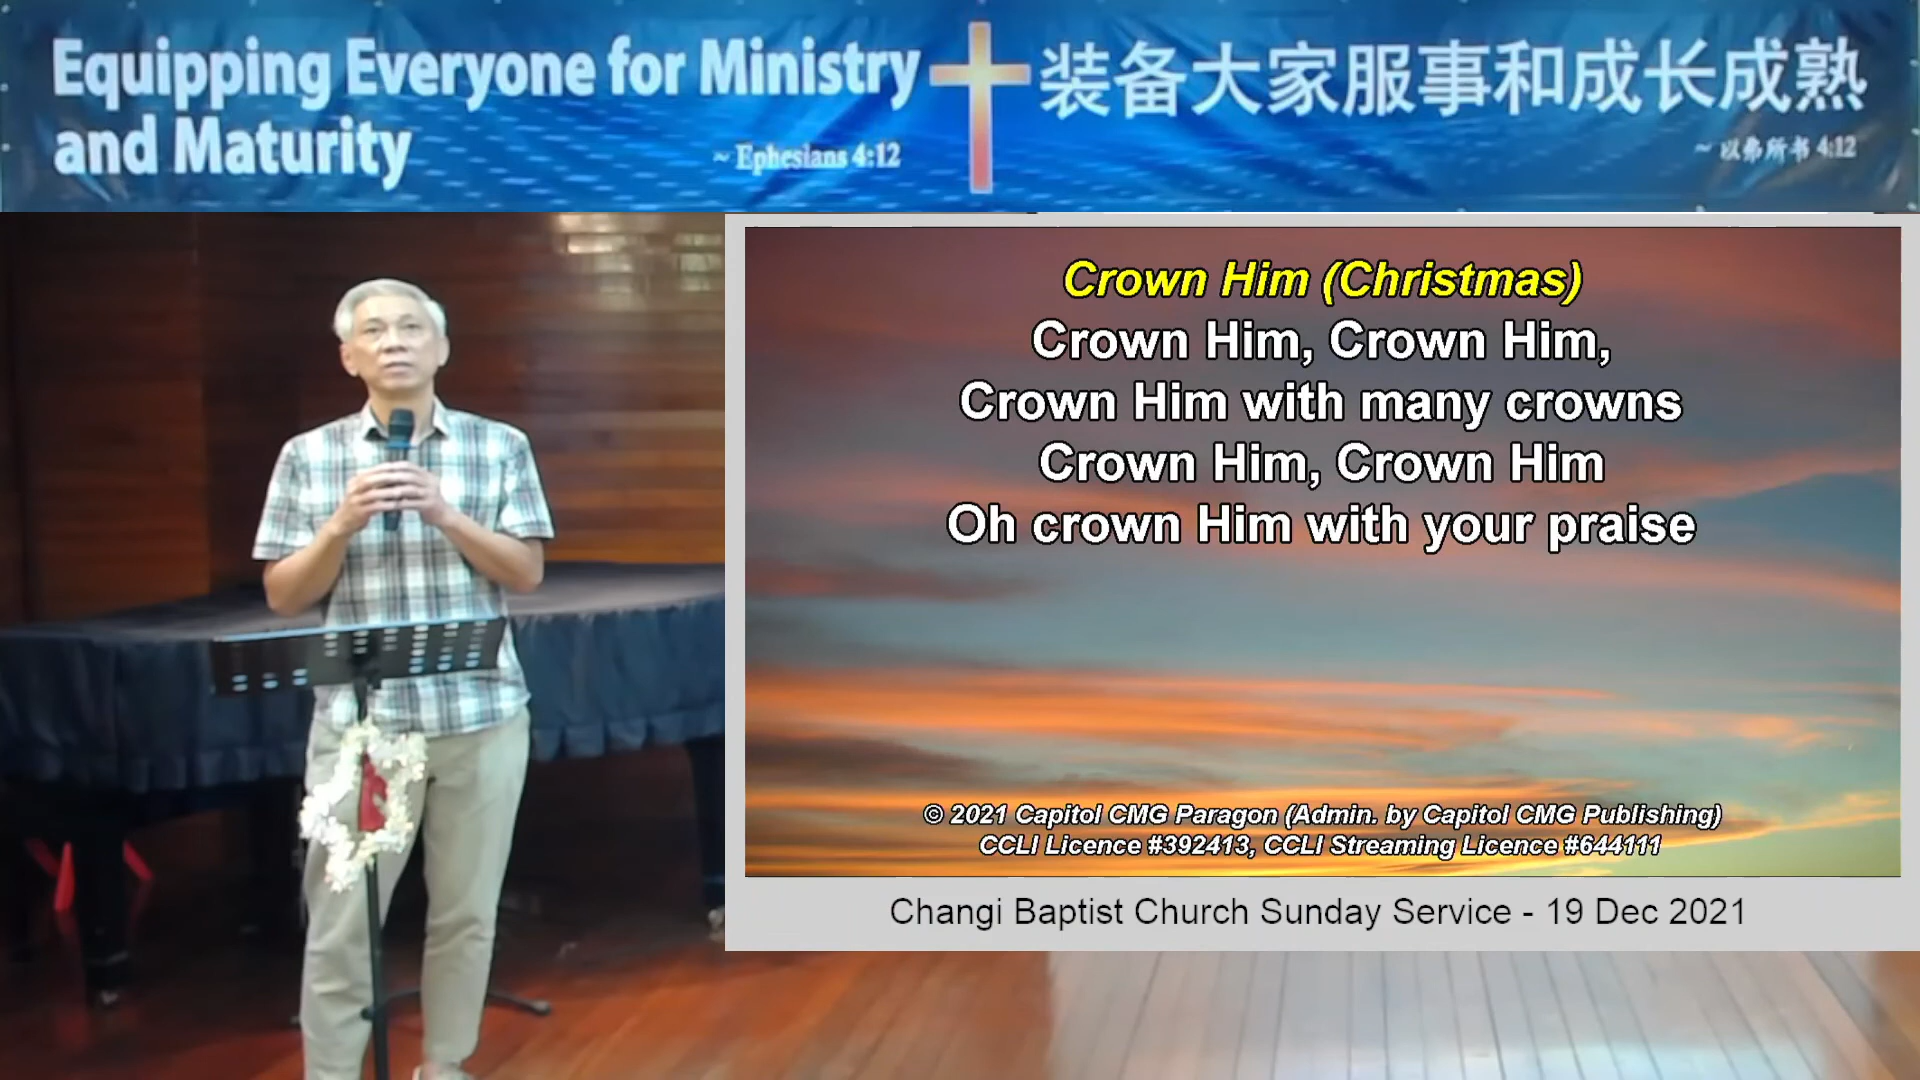 Equipping Everyone for Ministry
and Maturity
~ Ephesians 4:12
装备大家服事和成长成熟
~ 以弗所书 4:12
Crown Him (Christmas)
Crown Him, Crown Him,
Crown Him with many crowns
Crown Him, Crown Him
Oh crown Him with your praise
© 2021 Capitol CMG Paragon (Admin. by Capitol CMG Publishing)
CCLI Licence #392413, CCLI Streaming Licence #644111
Changi Baptist Church Sunday Service - 19 Dec 2021